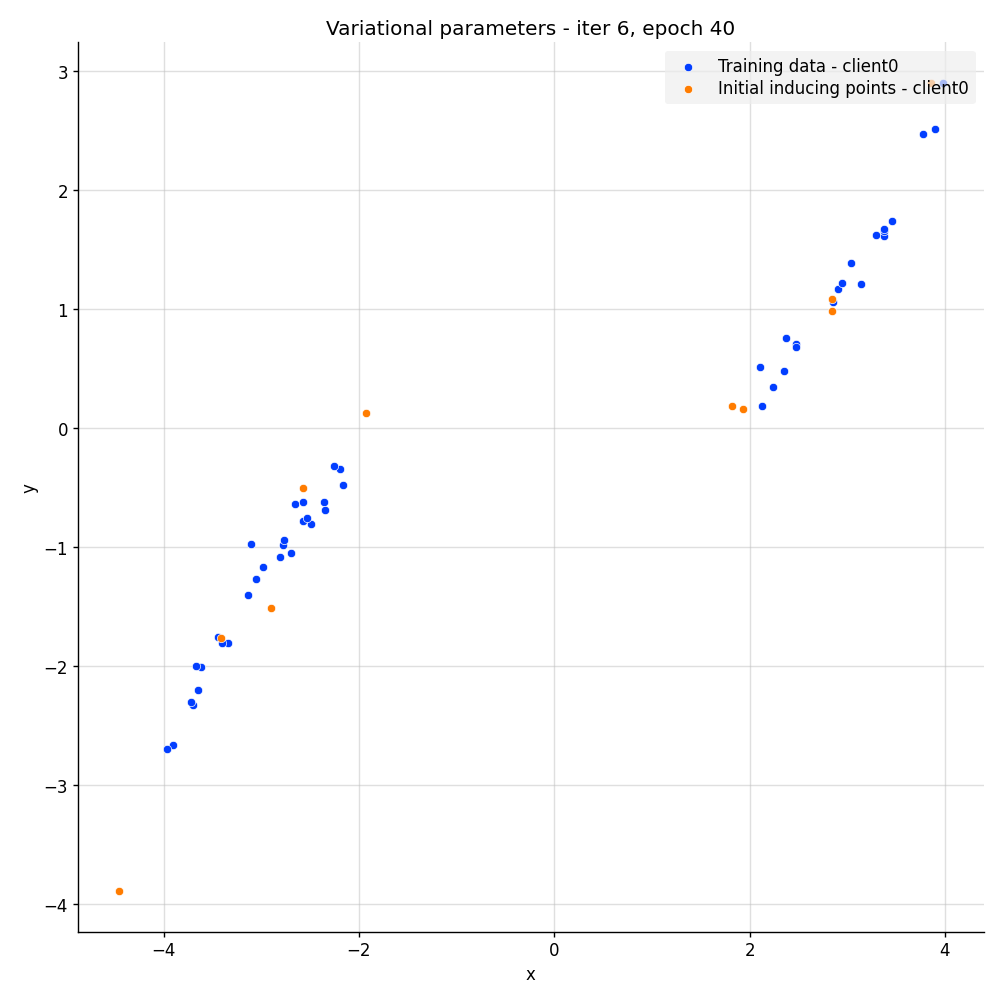 Variational parameters - iter 6, epoch 40
Training data - client0
Initial inducing points - client0
3
2
1
0
−1
−2
−3
−4
y
−4
−2
0
2
4
x